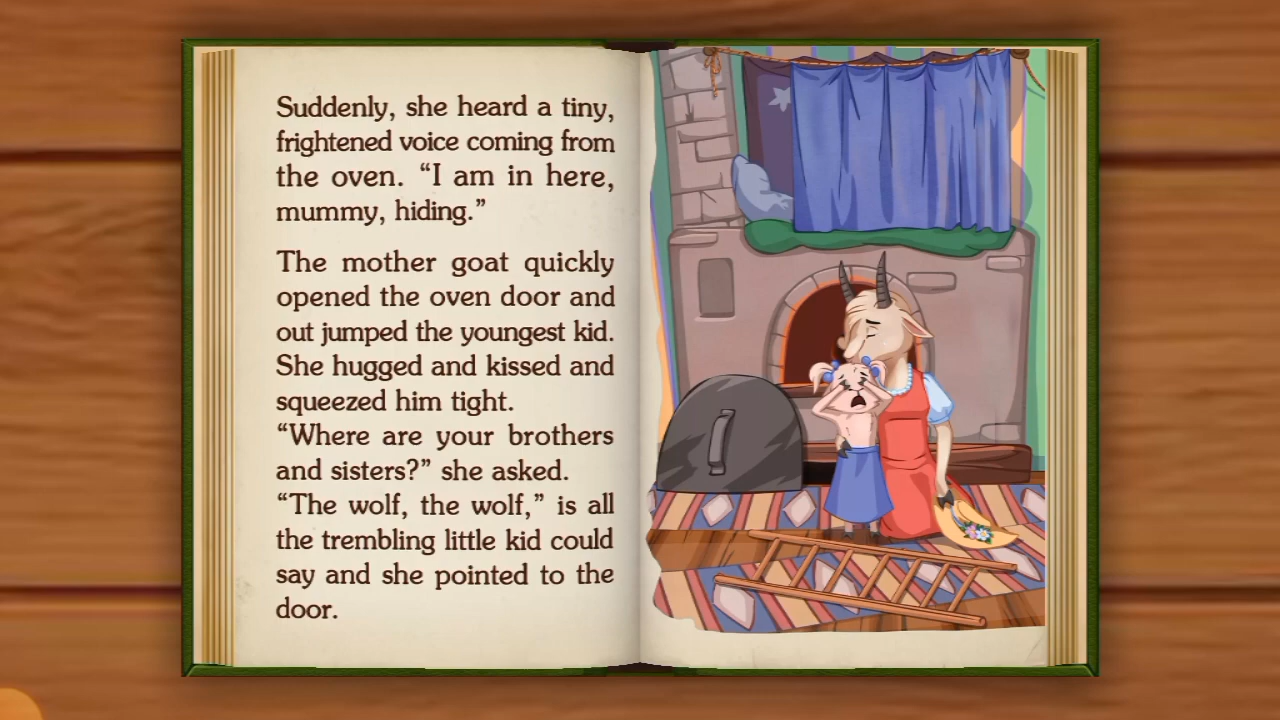 Suddenly, she heard a tiny,
frightened voice coming from
the oven. “I am in here,
mummy, hiding.”
The mother goat quickly
opened the oven door and
out jumped the youngest kid.
She hugged and kissed and
squeezed him tight.
“Where are your brothers
and sisters?” she asked.
“The wolf, the wolf,” is all
the trembling little kid could
say and she pointed to the
door.